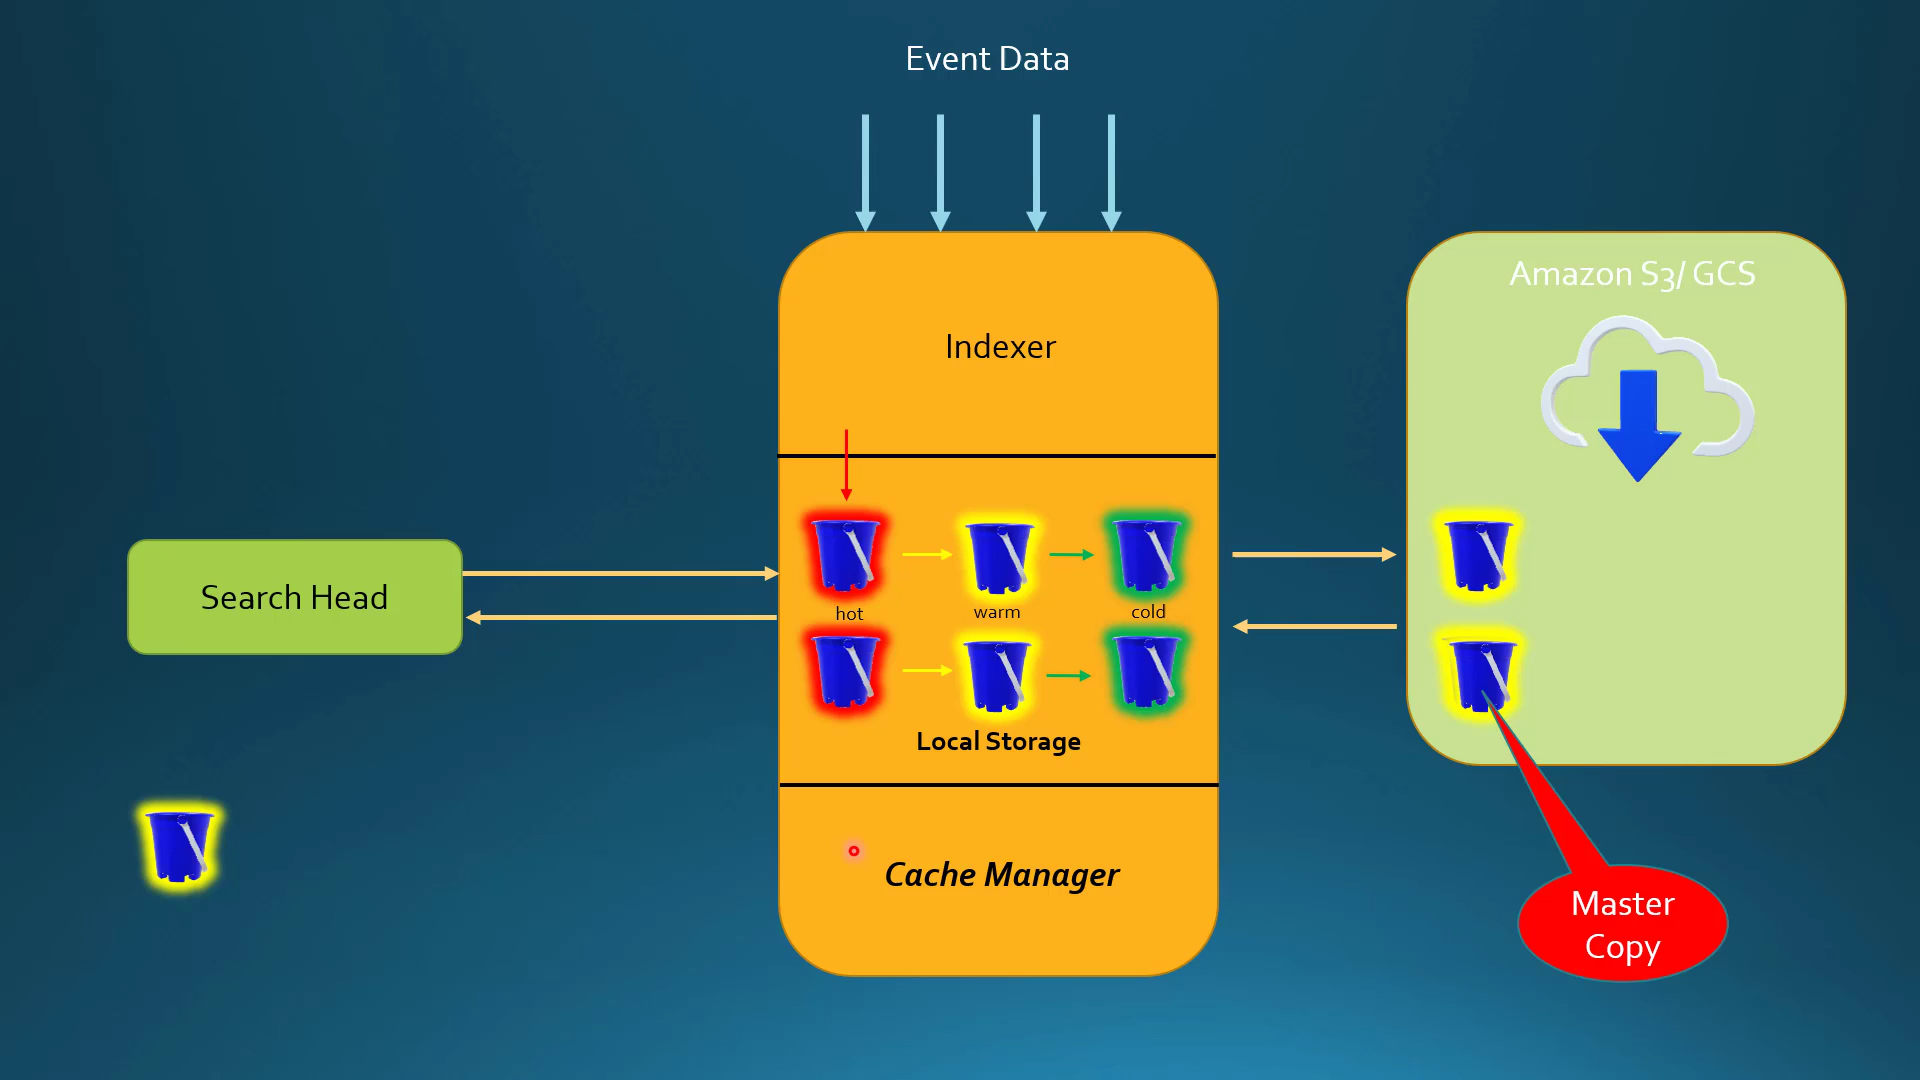 Event Data
Amazon S3/ GCS
Indexer
Search Head
hot
warm
cold
Local Storage
Cache Manager
Master
Copy